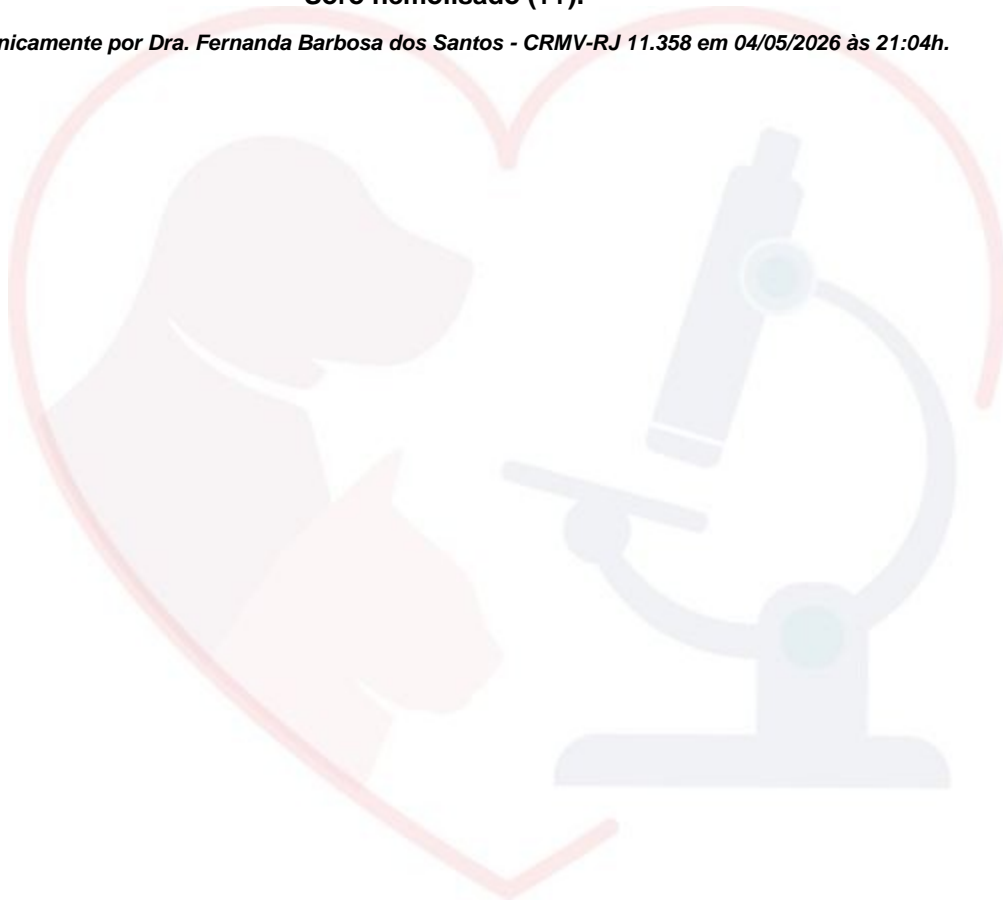 nicamente por Dra. Fernanda Barbosa dos Santos - CRMV-RJ 11.358 em 04/05/2026 às 21:04h.